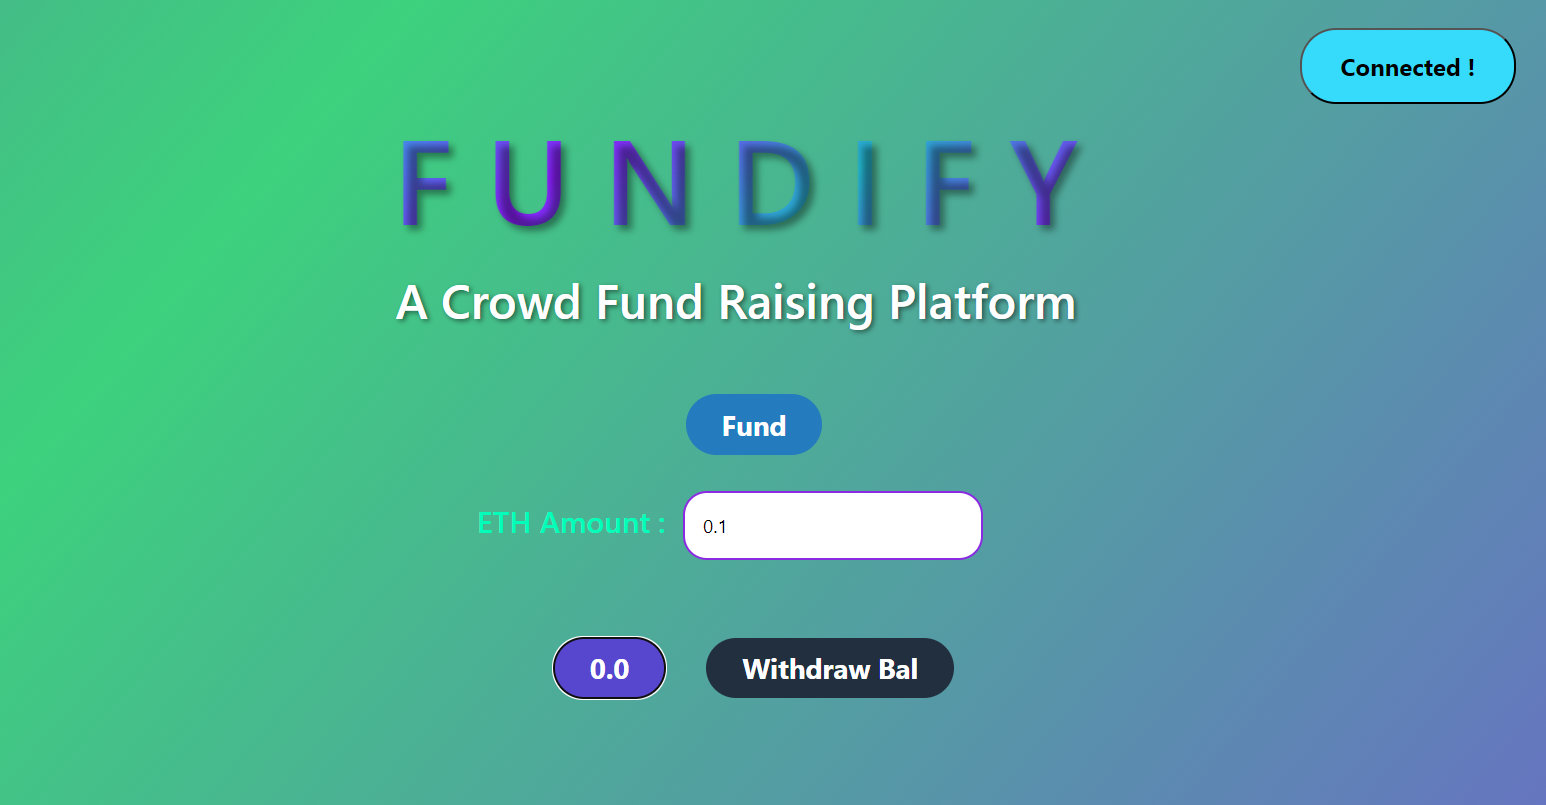 Connected !
F U N D I F Y
A Crowd Fund Raising Platform
Fund
ETH Amount : 0.1
0.0 Withdraw Bal